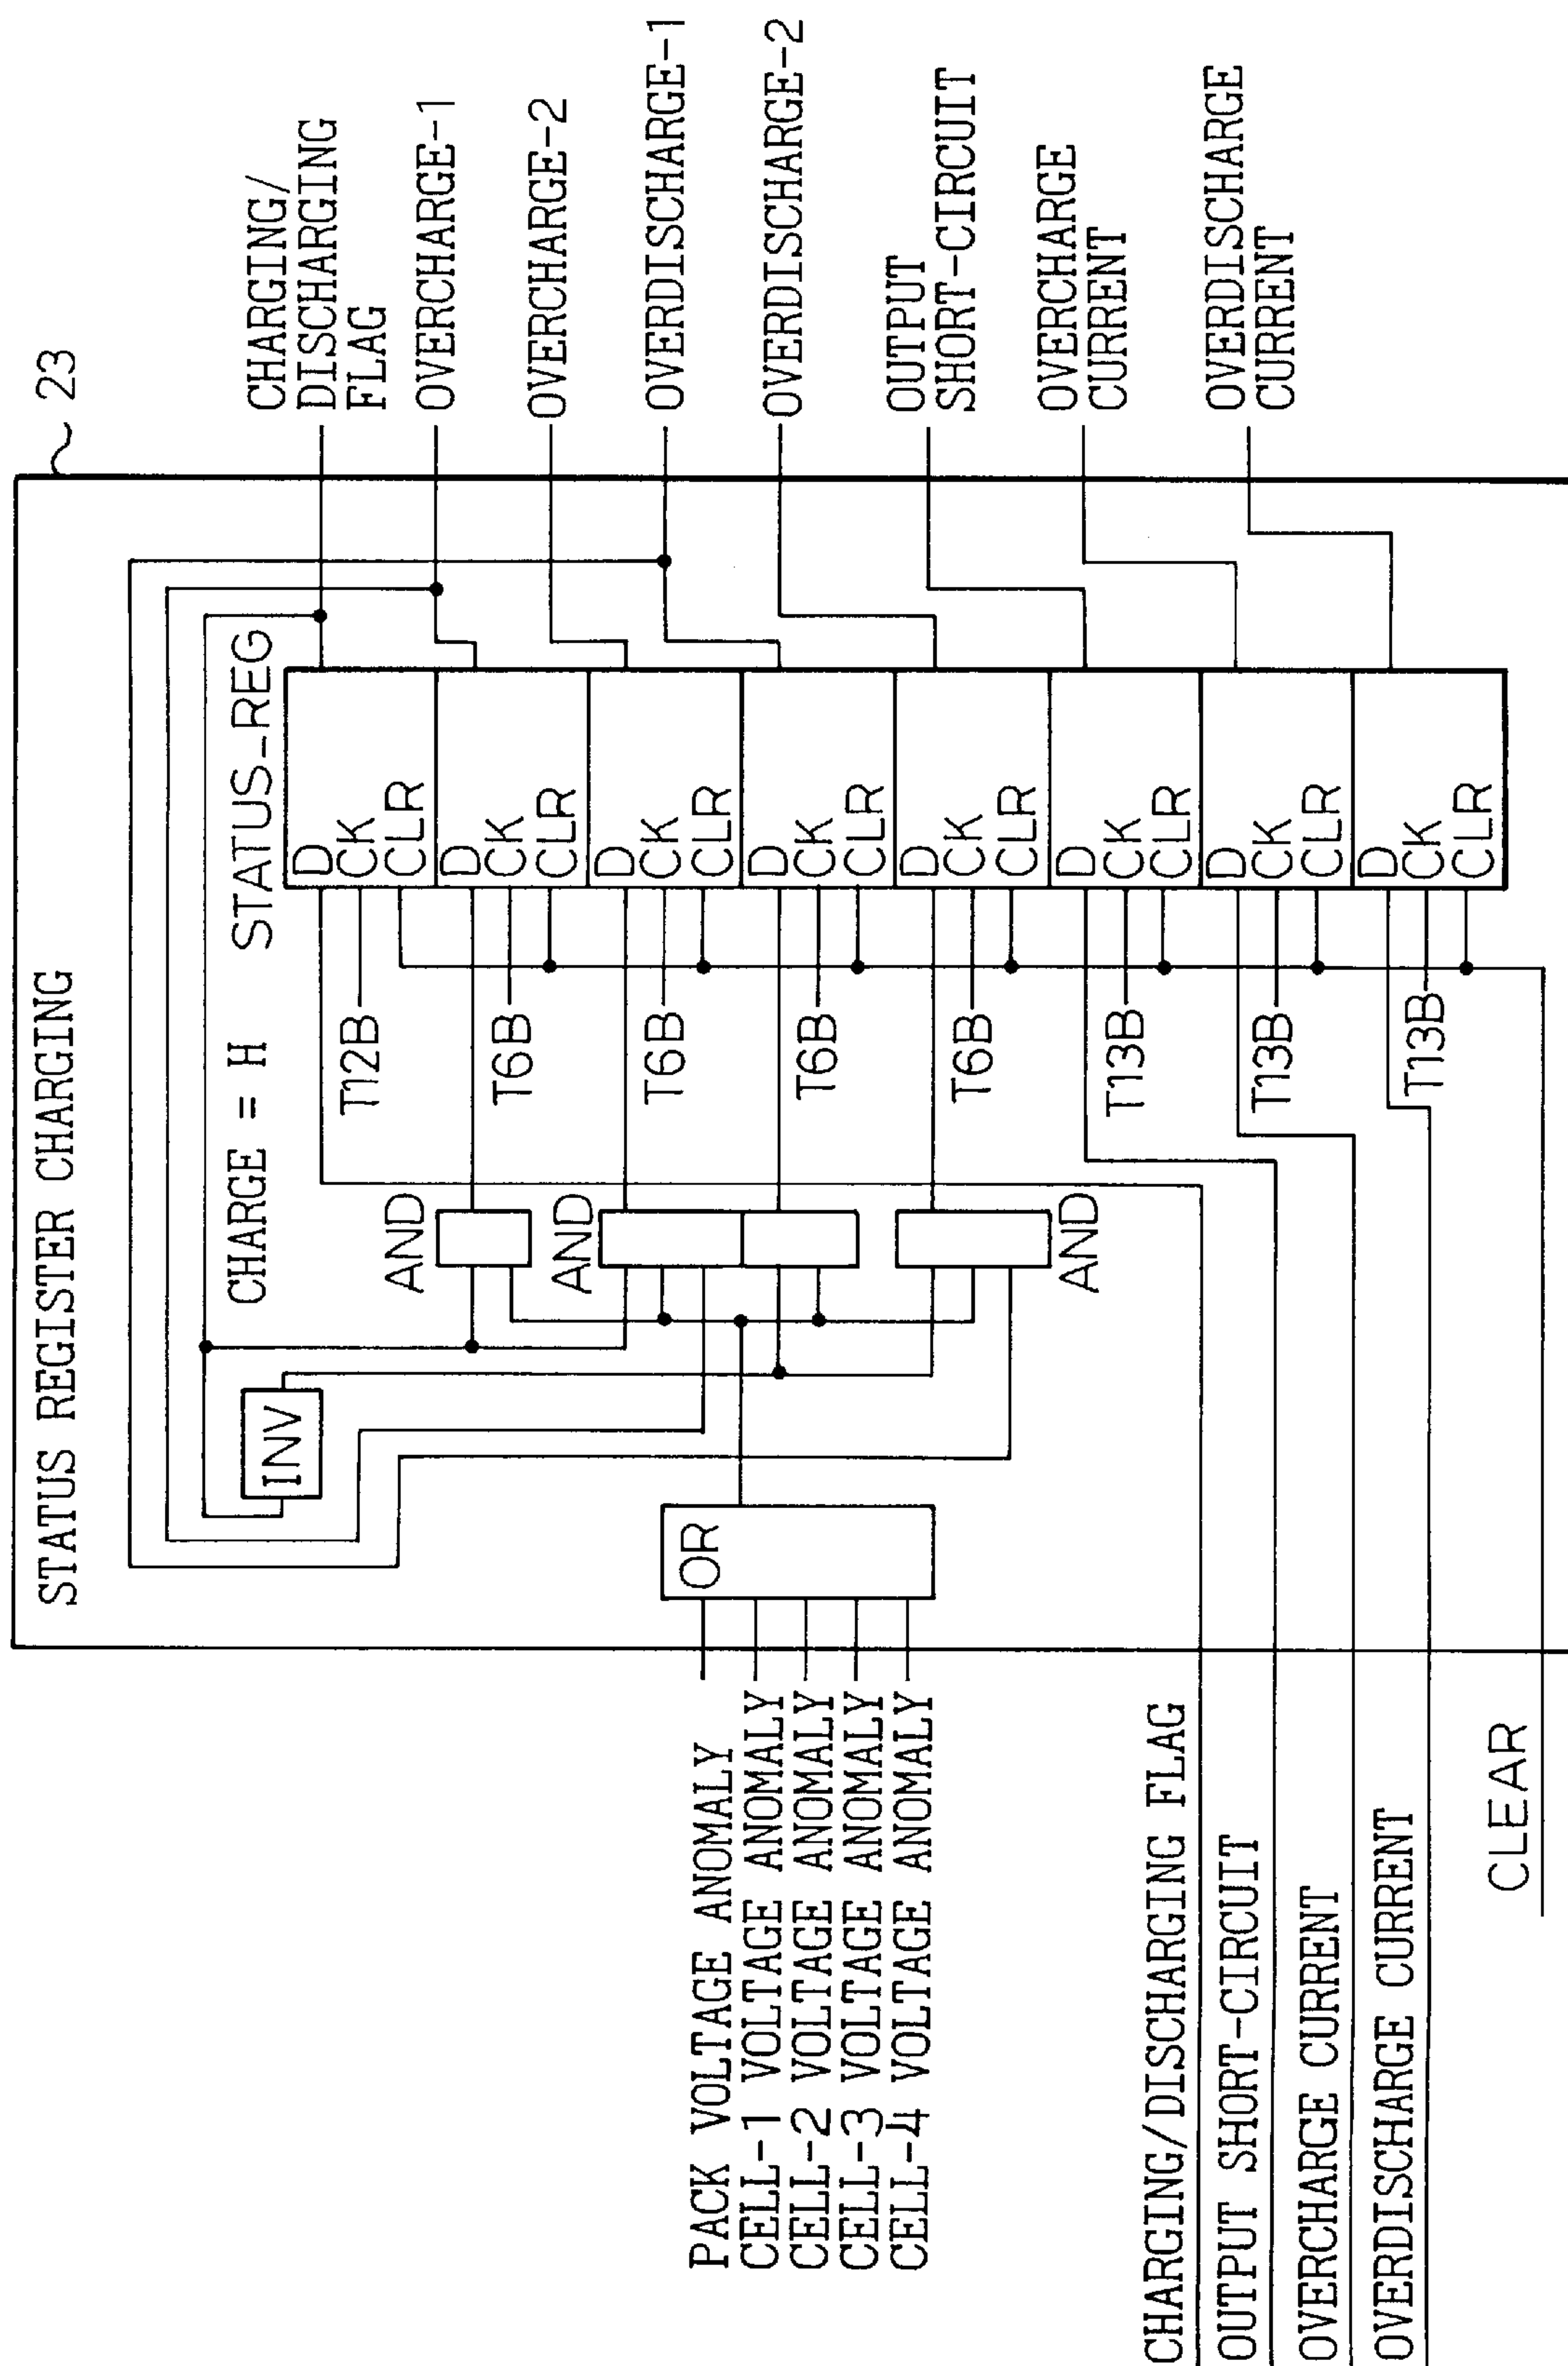 23
STATUS REGISTER CHARGING
CHARGE = H
STATUS_REG
INV
AND
AND
AND
OR
D
CK
CLR
D
CK
CLR
D
CK
CLR
D
CK
CLR
D
CK
CLR
D
CK
CLR
D
CK
CLR
D
CK
CLR
T12B
T6B
T6B
T6B
T6B
T13B
T13B
T13B
CHARGING/
DISCHARGING
FLAG
OVERCHARGE-1
OVERCHARGE-2
OVERDISCHARGE-1
OVERDISCHARGE-2
OUTPUT
SHORT-CIRCUIT
OVERCHARGE
CURRENT
OVERDISCHARGE
CURRENT
PACK VOLTAGE ANOMALY
CELL-1 VOLTAGE ANOMALY
CELL-2 VOLTAGE ANOMALY
CELL-3 VOLTAGE ANOMALY
CELL-4 VOLTAGE ANOMALY
CHARGING/DISCHARGING FLAG
OUTPUT SHORT-CIRCUIT
OVERCHARGE CURRENT
OVERDISCHARGE CURRENT
CLEAR